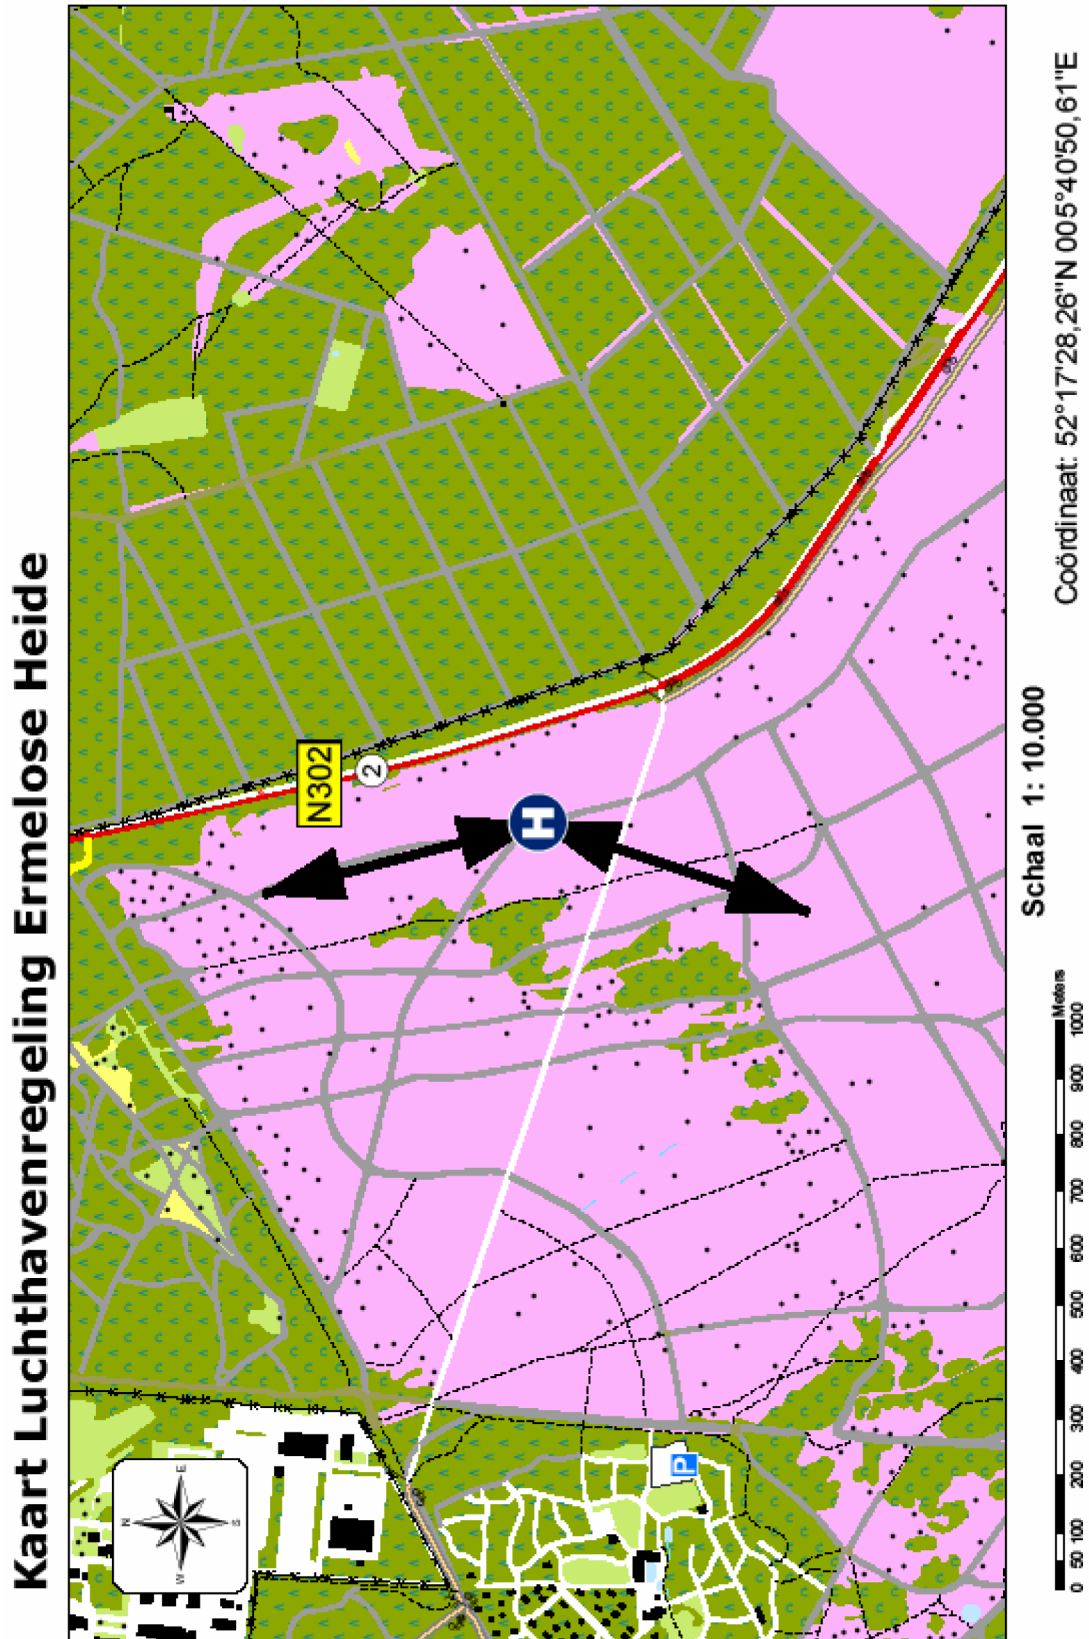 Kaart Luchthavenregeling Ermelose Heide
N
W
E
S
N302
2
H
P
0 50 100 200 300 400 500 600 700 800 900 1000
Meters
Schaal 1: 10.000
Coördinaat: 52°17'28,26"N 005°40'50,61"E